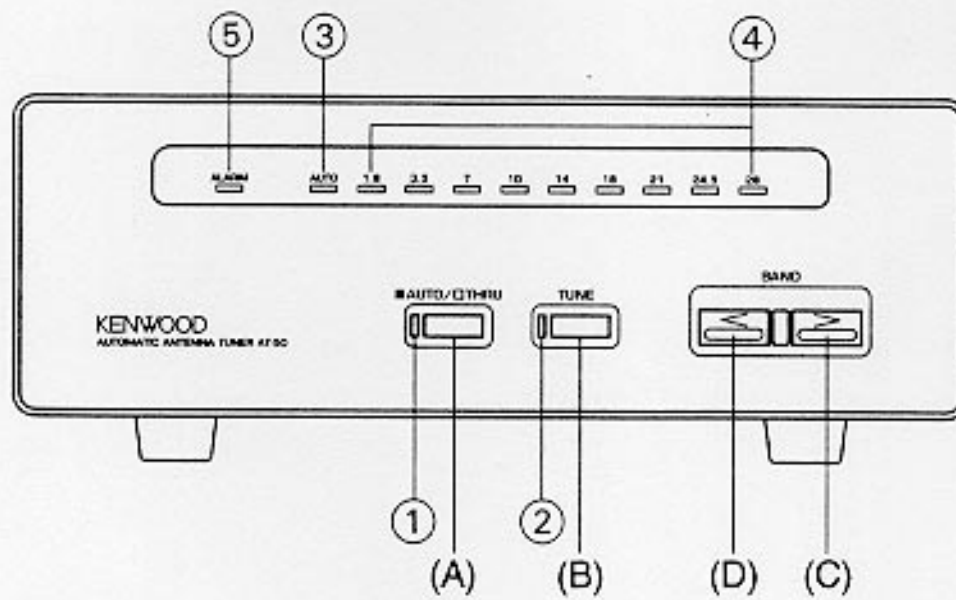 ⑤ ③ ④
ALARM AUTO 1.8 3.5 7 10 14 18 21 24.5 28
■AUTO/□THRU TUNE BAND
< >
KENWOOD
AUTOMATIC ANTENNA TUNER AT-50
① ②
(A) (B) (D) (C)